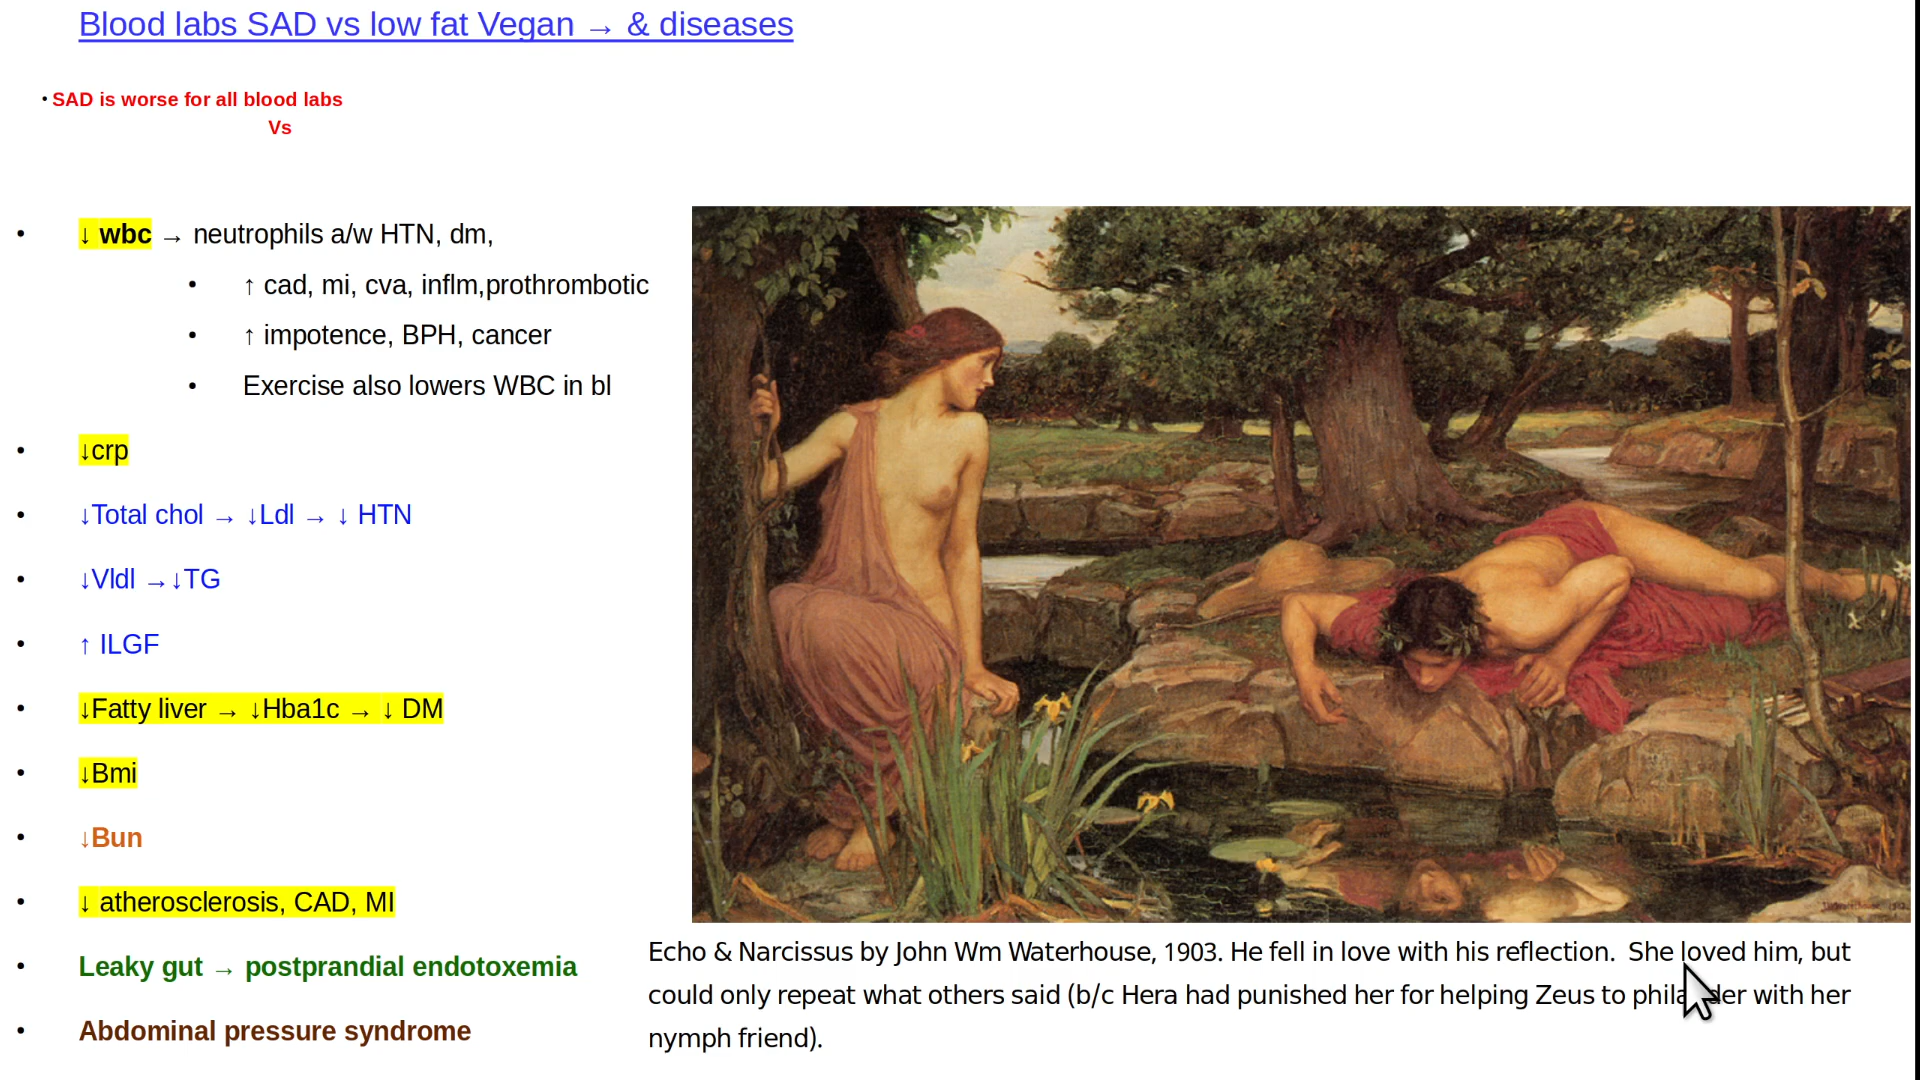 Blood labs SAD vs low fat Vegan → & diseases
• SAD is worse for all blood labs
Vs
• ↓ wbc → neutrophils a/w HTN, dm,
• ↑ cad, mi, cva, inflm,prothrombotic
• ↑ impotence, BPH, cancer
• Exercise also lowers WBC in bl
• ↓crp
• ↓Total chol → ↓Ldl → ↓ HTN
• ↓Vldl →↓TG
• ↑ ILGF
• ↓Fatty liver → ↓Hba1c → ↓ DM
• ↓Bmi
• ↓Bun
• ↓ atherosclerosis, CAD, MI
• Leaky gut → postprandial endotoxemia
• Abdominal pressure syndrome
Echo & Narcissus by John Wm Waterhouse, 1903. He fell in love with his reflection.  She loved him, but
could only repeat what others said (b/c Hera had punished her for helping Zeus to philander with her
nymph friend).